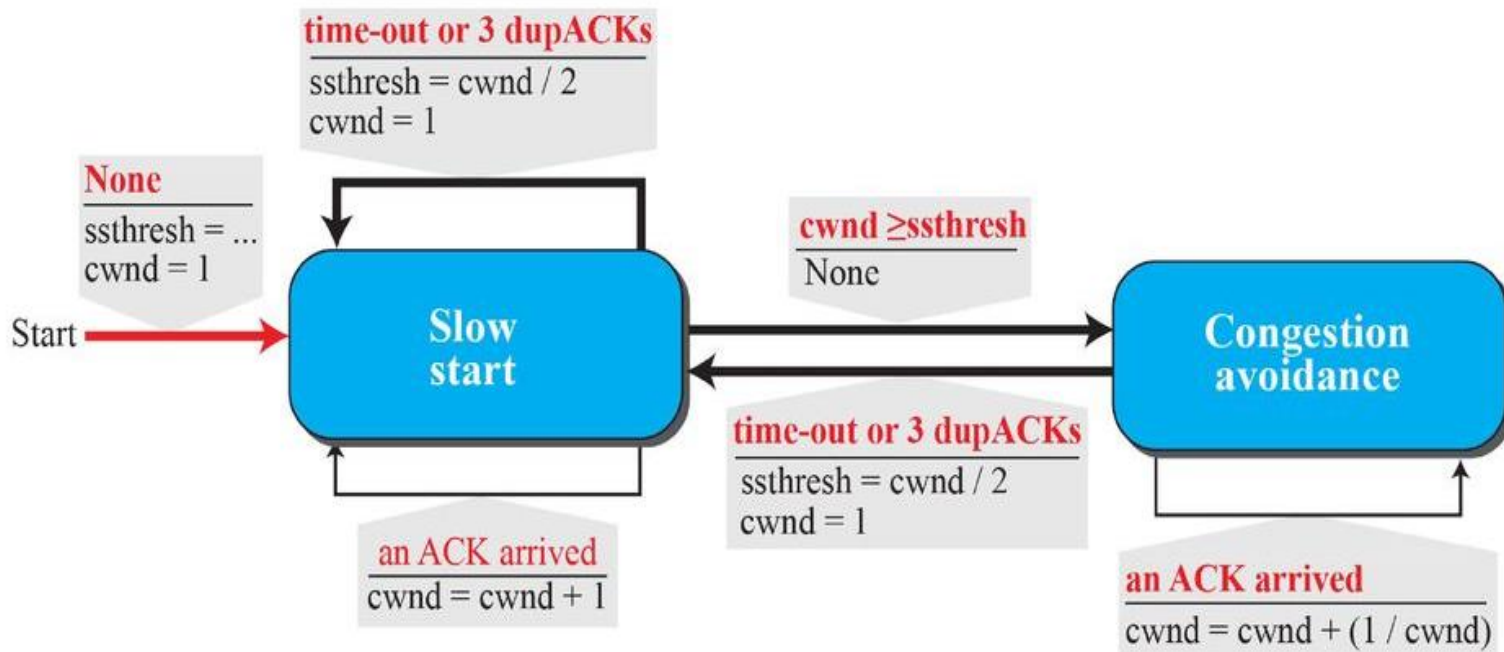 time-out or 3 dupACKs
ssthresh = cwnd / 2
cwnd = 1
None
ssthresh = ...
cwnd = 1
Start
Slow
start
cwnd ≥ssthresh
None
Congestion
avoidance
time-out or 3 dupACKs
ssthresh = cwnd / 2
cwnd = 1
an ACK arrived
cwnd = cwnd + 1
an ACK arrived
cwnd = cwnd + (1 / cwnd)